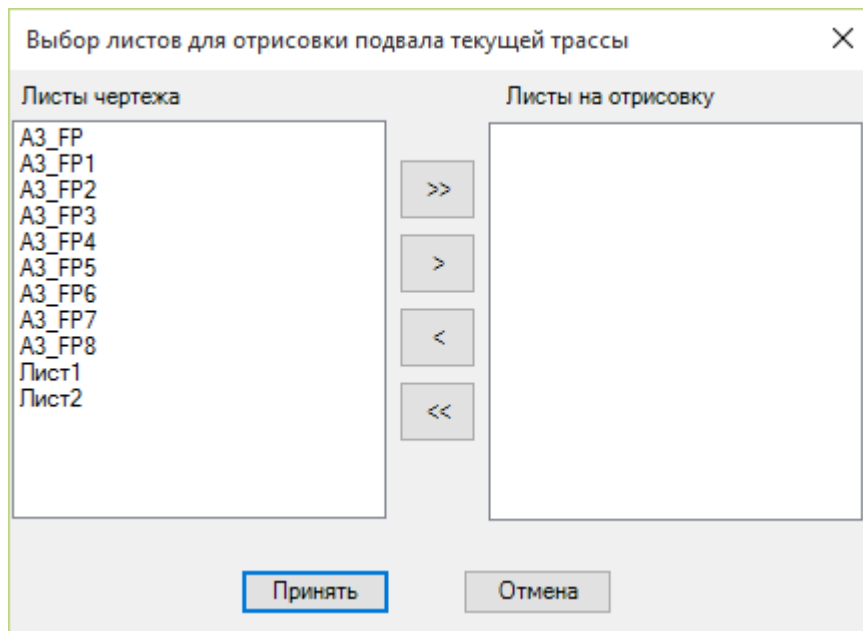 Выбор листов для отрисовки подвала текущей трассы
Листы чертежа
Листы на отрисовку
A3_FP
A3_FP1
A3_FP2
A3_FP3
A3_FP4
A3_FP5
A3_FP6
A3_FP7
A3_FP8
Лист1
Лист2
>>
>
<
<<
Принять
Отмена